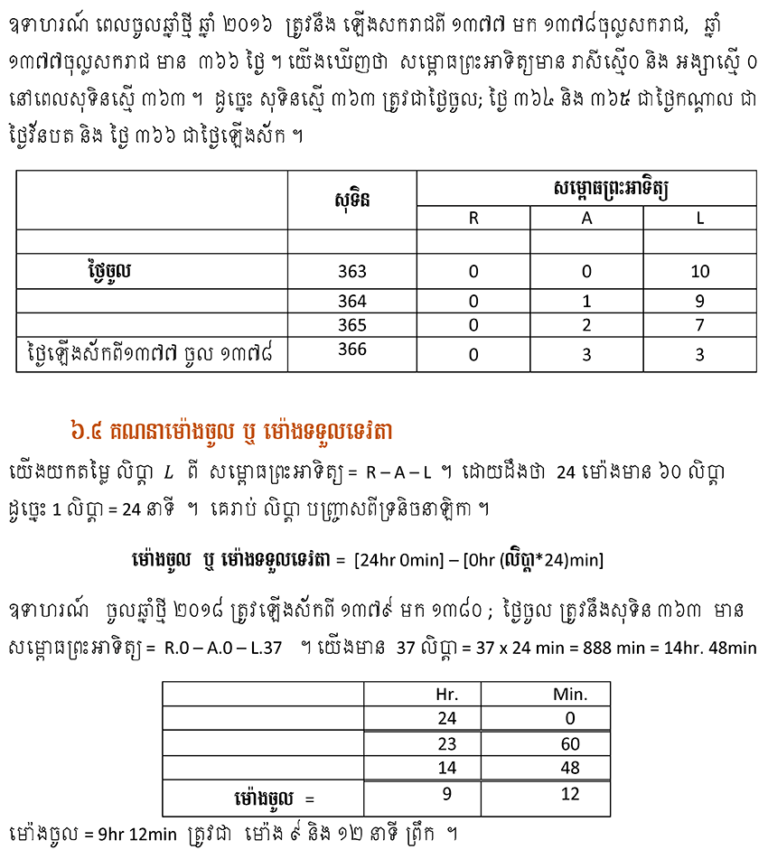 ឧទាហរណ៍ ពេលចូលឆ្នាំថ្មី ឆ្នាំ ២០១៦ ត្រូវនឹង ឡើងសករាជពី ១៣៧៧ មក ១៣៧៨ចុល្លសករាជ, ឆ្នាំ
១៣៧៧ចុល្លសករាជ មាន ៣៦៦ ថ្ងៃ ។ យើងឃើញថា សម្ពោធព្រះអាទិត្យមាន រាសីស្មើ០ និង អង្សាស្មើ ០
នៅពេលសុទិនស្មើ ៣៦៣ ។ ដូច្នេះ សុទិនស្មើ ៣៦៣ ត្រូវជាថ្ងៃចូល; ថ្ងៃ ៣៦៤ និង ៣៦៥ ជាថ្ងៃកណ្តាល ជា
ថ្ងៃវ័នបត និង ថ្ងៃ ៣៦៦ ជាថ្ងៃឡើងស័ក ។
សុទិន សម្ពោធព្រះអាទិត្យ
R A L
ថ្ងៃចូល 363 0 0 10
364 0 1 9
365 0 2 7
ថ្ងៃឡើងស័កពី១៣៧៧ ចូល ១៣៧៨ 366 0 3 3
៦.៤ គណនាម៉ោងចូល ឬ ម៉ោងទទួលទេវតា
យើងយកតម្លៃ លិប្តា L ពី សម្ពោធព្រះអាទិត្យ = R – A – L ។ ដោយដឹងថា 24 ម៉ោងមាន ៦០ លិប្តា
ដូច្នេះ 1 លិប្តា = 24 នាទី ។ គេរាប់ លិប្តា បញ្ច្រាសពីទ្រនិចនាឡិកា ។
ម៉ោងចូល ឬ ម៉ោងទទួលទេវតា = [24hr 0min] – [0hr (លិប្តា*24)min]
ឧទាហរណ៍ ចូលឆ្នាំថ្មី ២០១៨ ត្រូវឡើងស័កពី ១៣៧៩ មក ១៣៨០ ; ថ្ងៃចូល ត្រូវនឹងសុទិន ៣៦៣ មាន
សម្ពោធព្រះអាទិត្យ = R.0 – A.0 – L.37 ។ យើងមាន 37 លិប្តា = 37 x 24 min = 888 min = 14hr. 48min
Hr. Min.
24 0
23 60
14 48
ម៉ោងចូល = 9 12
ម៉ោងចូល = 9hr 12min ត្រូវជា ម៉ោង ៩ និង ១២ នាទី ព្រឹក ។